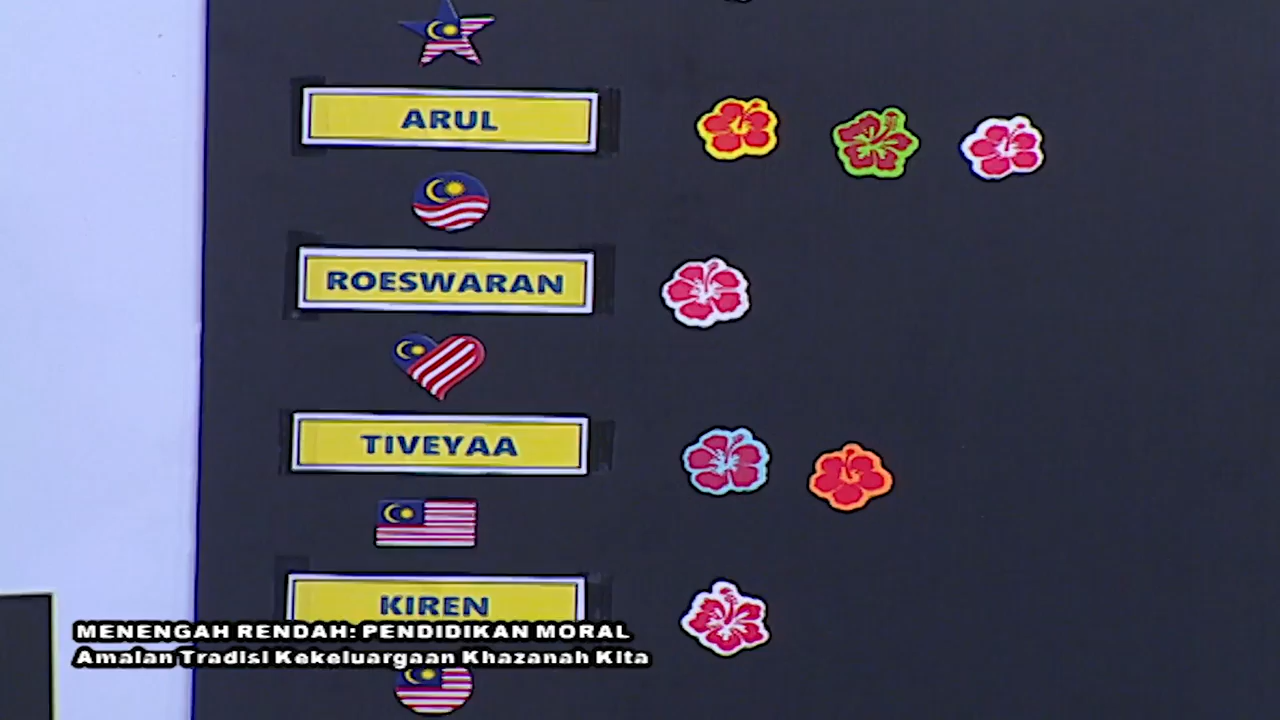 ARUL
ROESWARAN
TIVEYAA
KIREN
MENENGAH RENDAH: PENDIDIKAN MORAL
Amalan Tradisi Kekeluargaan Khazanah Kita